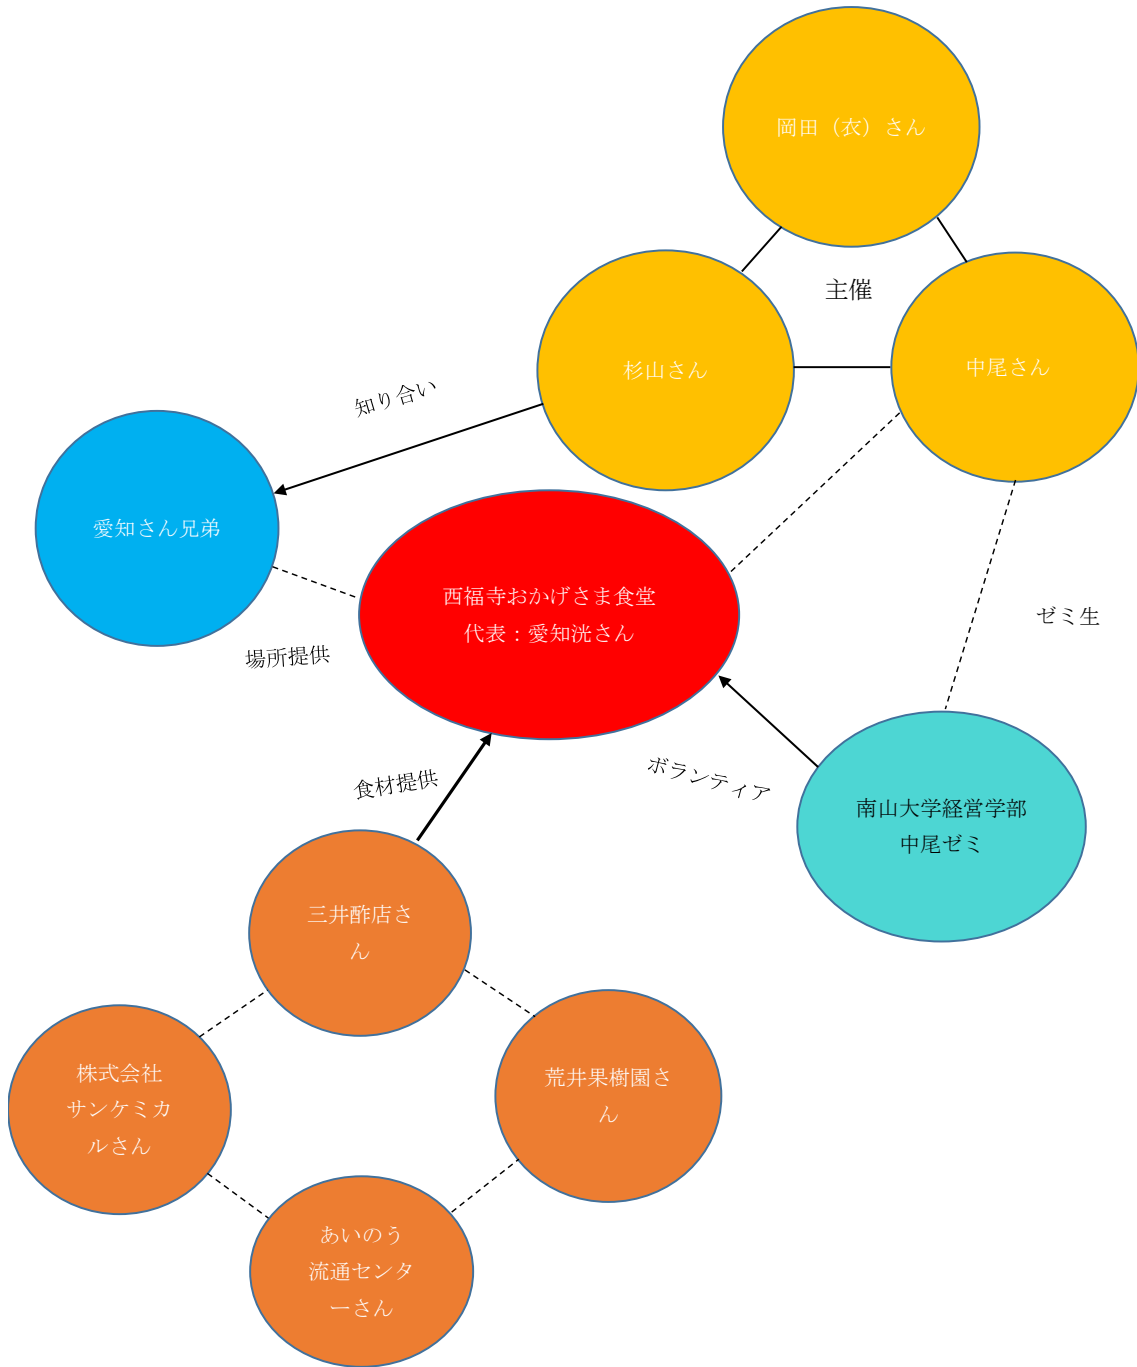 岡田（衣）さん
主催
杉山さん
中尾さん
知り合い
愛知さん兄弟
西福寺おかげさま食堂
代表：愛知洸さん
ゼミ生
場所提供
食材提供
ボランティア
南山大学経営学部
中尾ゼミ
三井酢店さ
ん
株式会社
サンケミカ
ルさん
荒井果樹園さ
ん
あいのう
流通センタ
ーさん